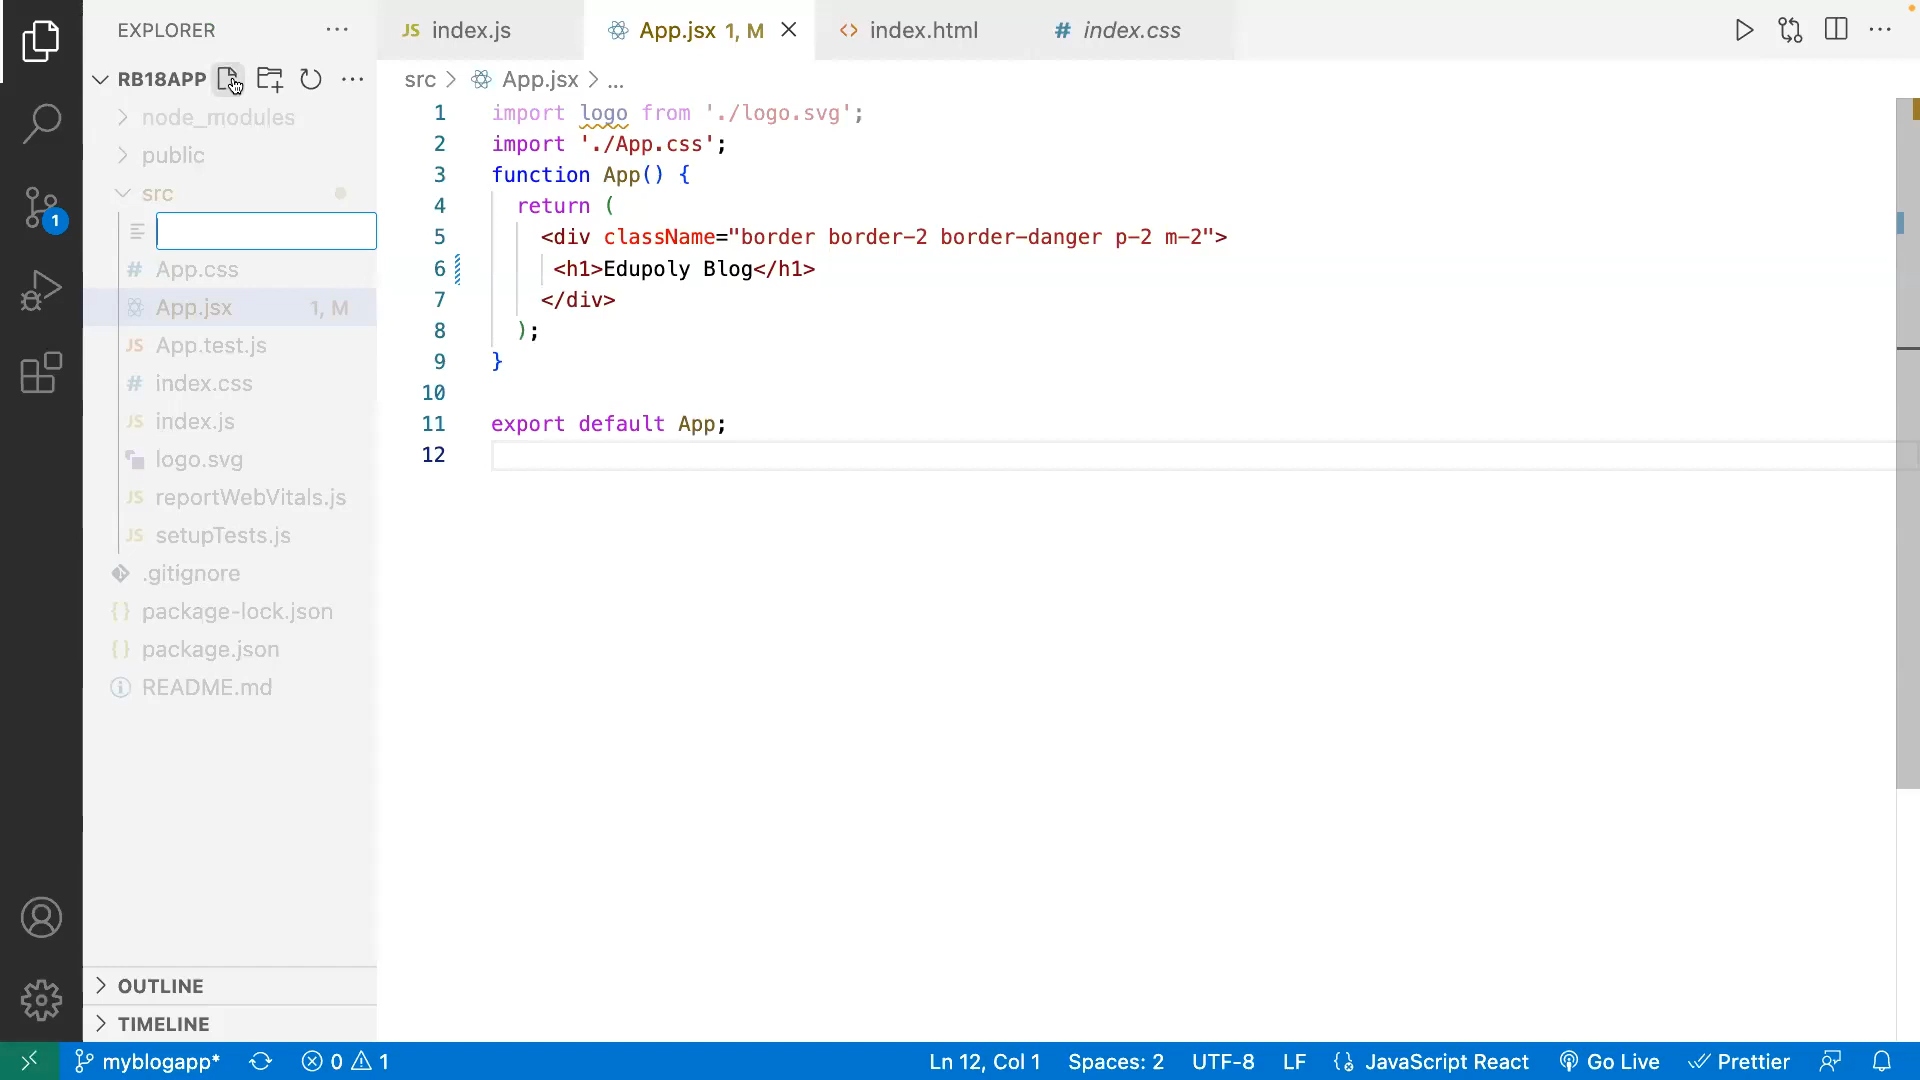 EXPLORER
RB18APP
node_modules
public
src
App.css
App.jsx 1, M
App.test.js
index.css
index.js
logo.svg
reportWebVitals.js
setupTests.js
.gitignore
package-lock.json
package.json
README.md
OUTLINE
TIMELINE
index.js
App.jsx 1, M
index.html
index.css
src > App.jsx > ...
1 import logo from './logo.svg';
2 import './App.css';
3 function App() {
4 return (
5 <div className="border border-2 border-danger p-2 m-2">
6 <h1>Edupoly Blog</h1>
7 </div>
8 );
9 }
10
11 export default App;
12
1
myblogapp* 0 1 Ln 12, Col 1 Spaces: 2 UTF-8 LF JavaScript React Go Live Prettier